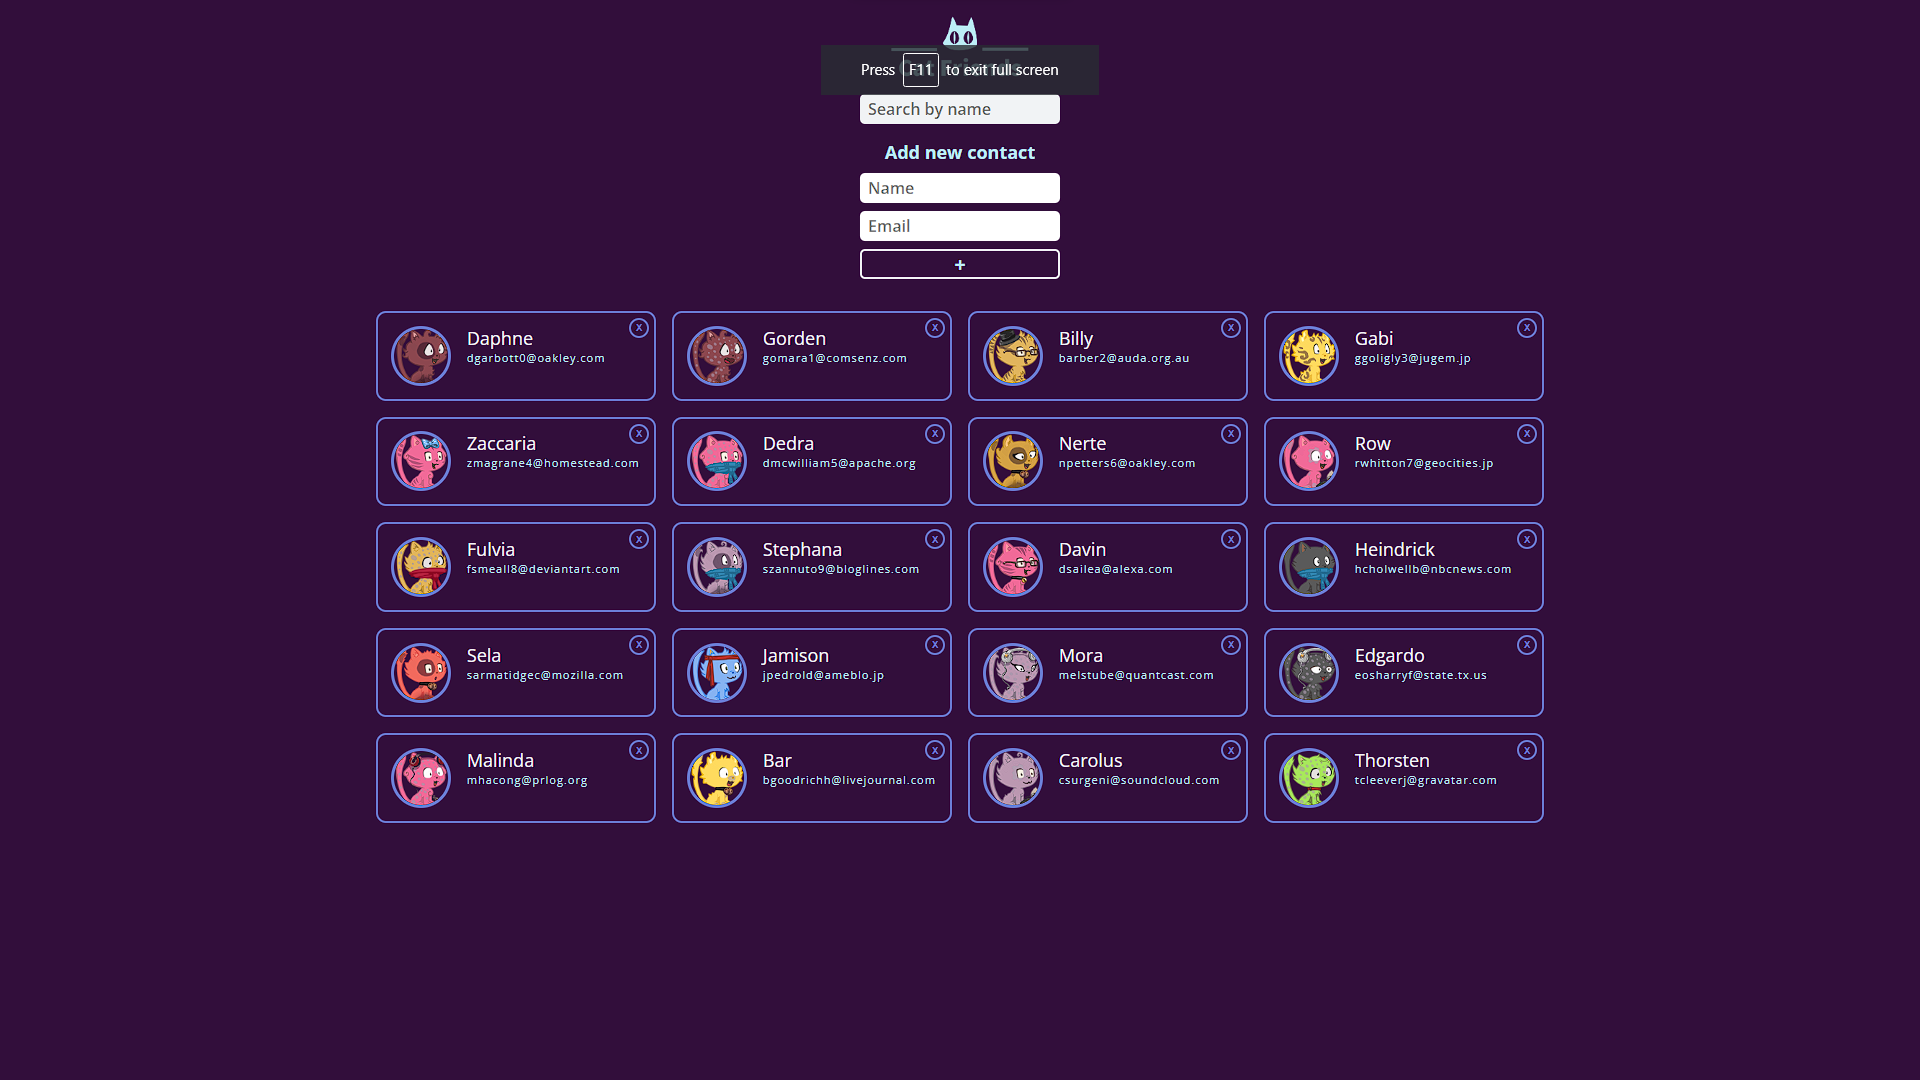 Cat Friends
Press F11 to exit full screen
Search by name
Add new contact
Name
Email
+
Daphne
dgarbott0@oakley.com
x
Gorden
gomara1@comsenz.com
x
Billy
barber2@auda.org.au
x
Gabi
ggoligly3@jugem.jp
x
Zaccaria
zmagrane4@homestead.com
x
Dedra
dmcwilliam5@apache.org
x
Nerte
npetters6@oakley.com
x
Row
rwhitton7@geocities.jp
x
Fulvia
fsmeall8@deviantart.com
x
Stephana
szannuto9@bloglines.com
x
Davin
dsailea@alexa.com
x
Heindrick
hcholwellb@nbcnews.com
x
Sela
sarmatidgec@mozilla.com
x
Jamison
jpedrold@ameblo.jp
x
Mora
melstube@quantcast.com
x
Edgardo
eosharryf@state.tx.us
x
Malinda
mhacong@prlog.org
x
Bar
bgoodrichh@livejournal.com
x
Carolus
csurgeni@soundcloud.com
x
Thorsten
tcleeverj@gravatar.com
x